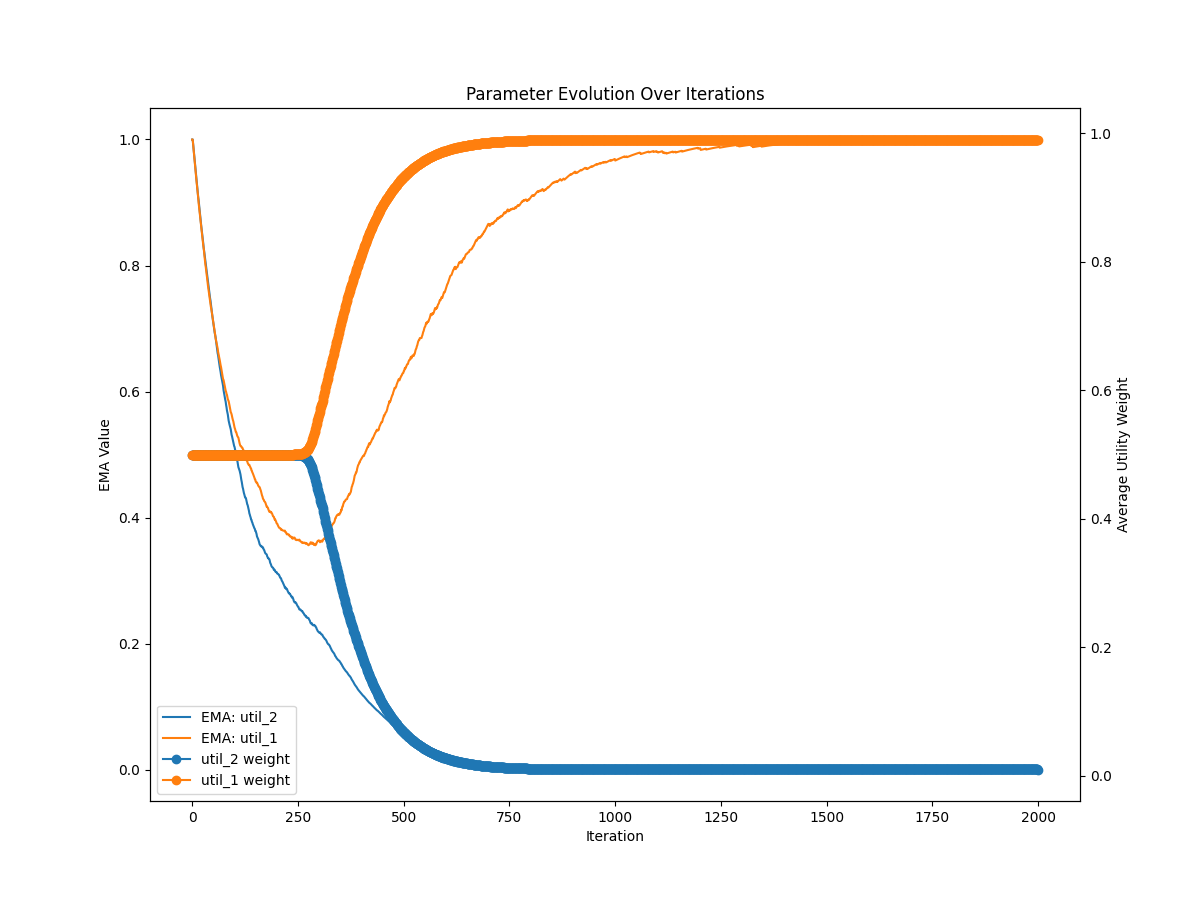 Parameter Evolution Over Iterations
1.0
0.8
0.6
0.4
0.2
0.0
EMA Value
1.0
0.8
0.6
0.4
0.2
0.0
Average Utility Weight
EMA: util_2
EMA: util_1
util_2 weight
util_1 weight
0 250 500 750 1000 1250 1500 1750 2000
Iteration